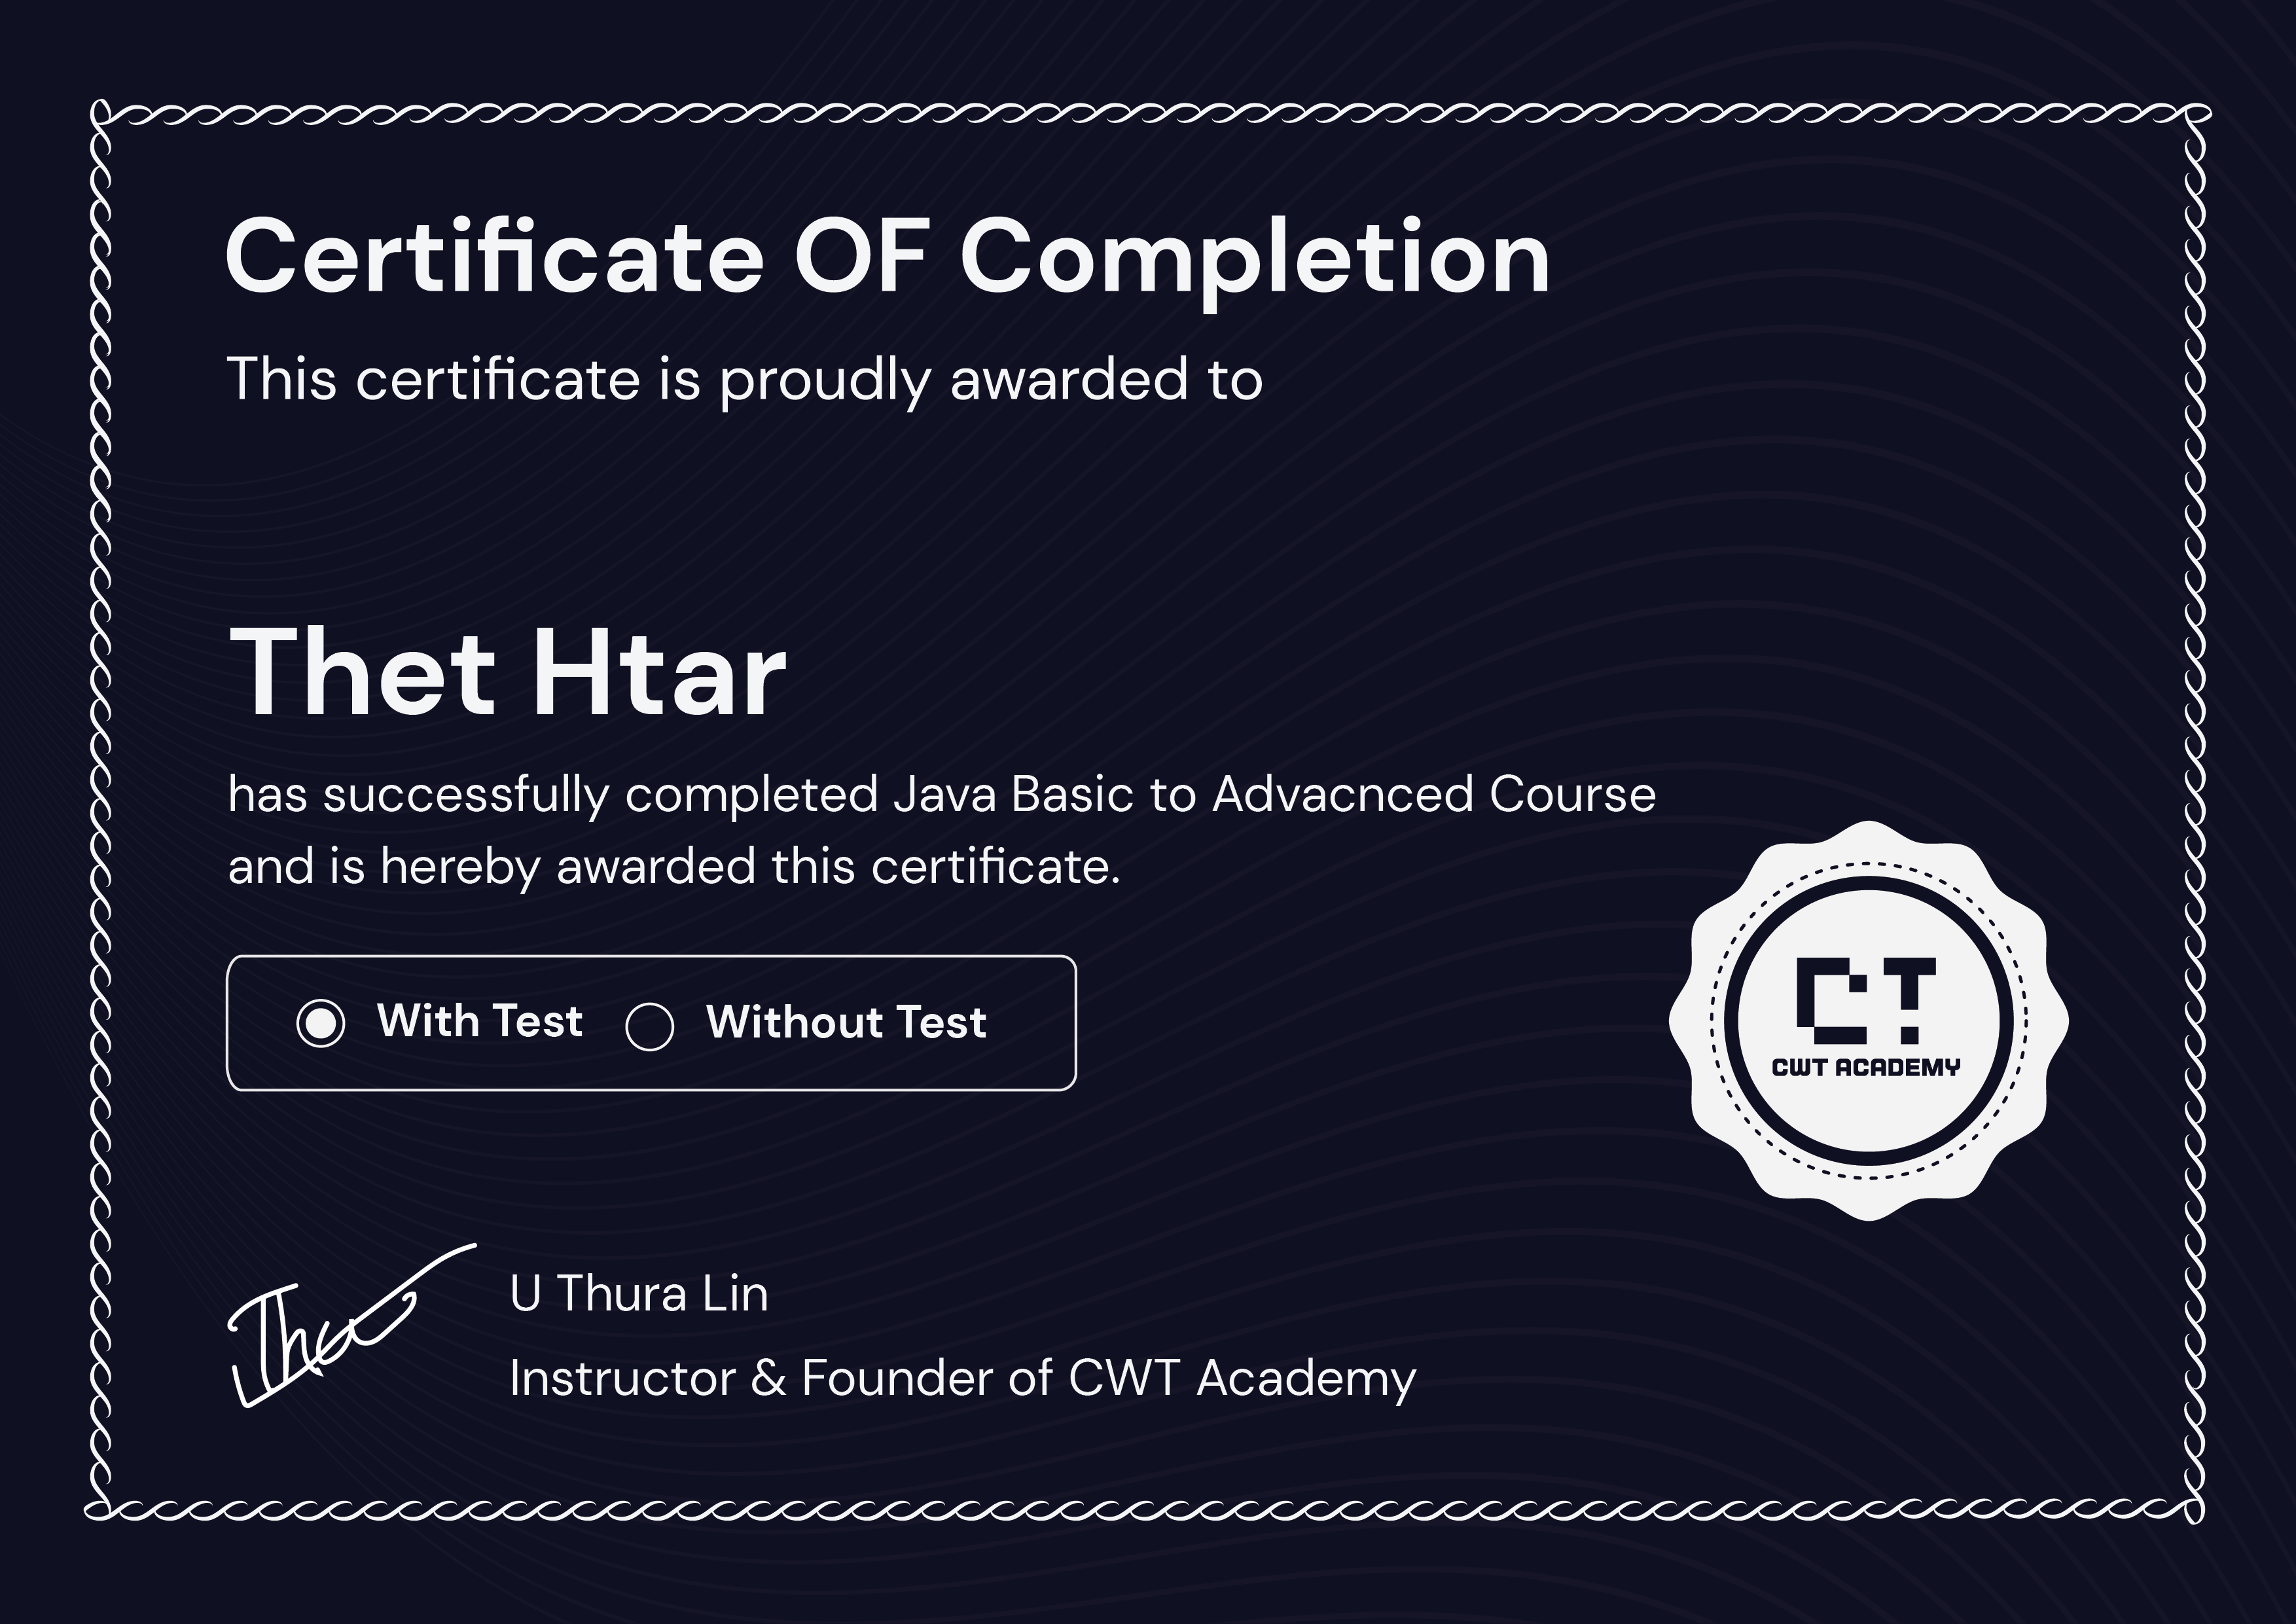 Certificate OF Completion
This certificate is proudly awarded to
Thet Htar
has successfully completed Java Basic to Advacnced Course
and is hereby awarded this certificate.
With Test Without Test
CT
CWT ACADEMY
U Thura Lin
Instructor & Founder of CWT Academy